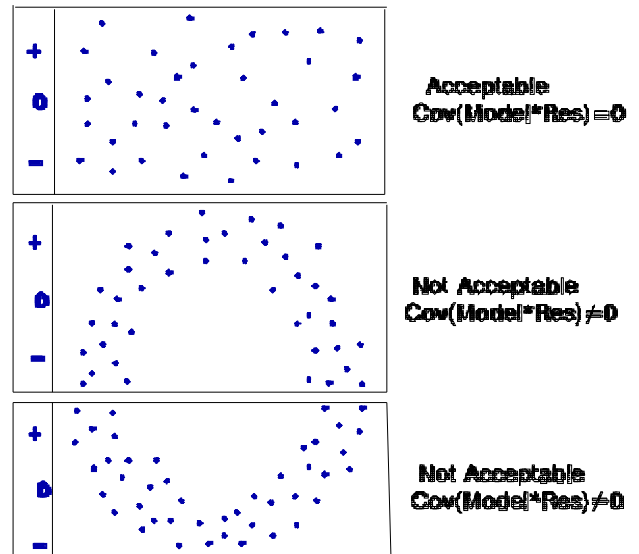 +
0
−
Acceptable
Cov(Model*Res)=0
+
0
−
Not Acceptable
Cov(Model*Res)≠0
+
0
−
Not Acceptable
Cov(Model*Res)≠0